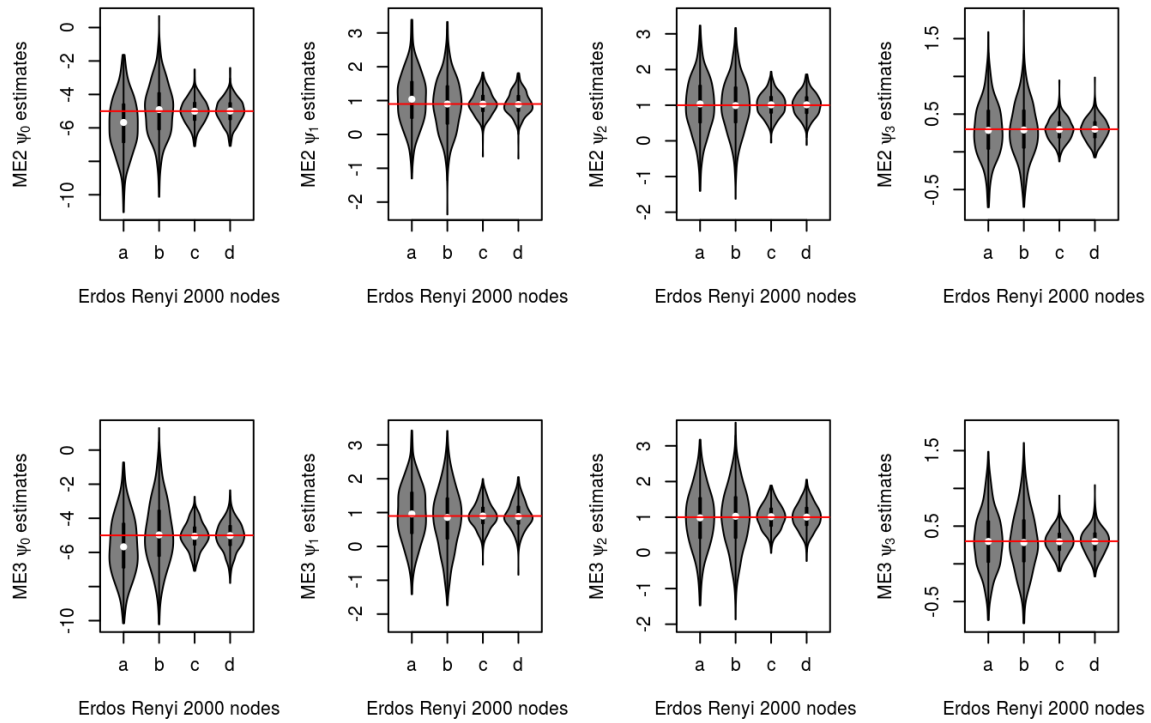 ME2 ψ0 estimates
0
-2
-4
-6
-10
a b c d
Erdos Renyi 2000 nodes
ME2 ψ1 estimates
3
2
1
0
-1
-2
a b c d
Erdos Renyi 2000 nodes
ME2 ψ2 estimates
3
2
1
0
-1
-2
a b c d
Erdos Renyi 2000 nodes
ME2 ψ3 estimates
1.5
0.5
-0.5
a b c d
Erdos Renyi 2000 nodes
ME3 ψ0 estimates
0
-2
-4
-6
-10
a b c d
Erdos Renyi 2000 nodes
ME3 ψ1 estimates
3
2
1
0
-1
-2
a b c d
Erdos Renyi 2000 nodes
ME3 ψ2 estimates
3
2
1
0
-1
-2
a b c d
Erdos Renyi 2000 nodes
ME3 ψ3 estimates
1.5
0.5
-0.5
a b c d
Erdos Renyi 2000 nodes